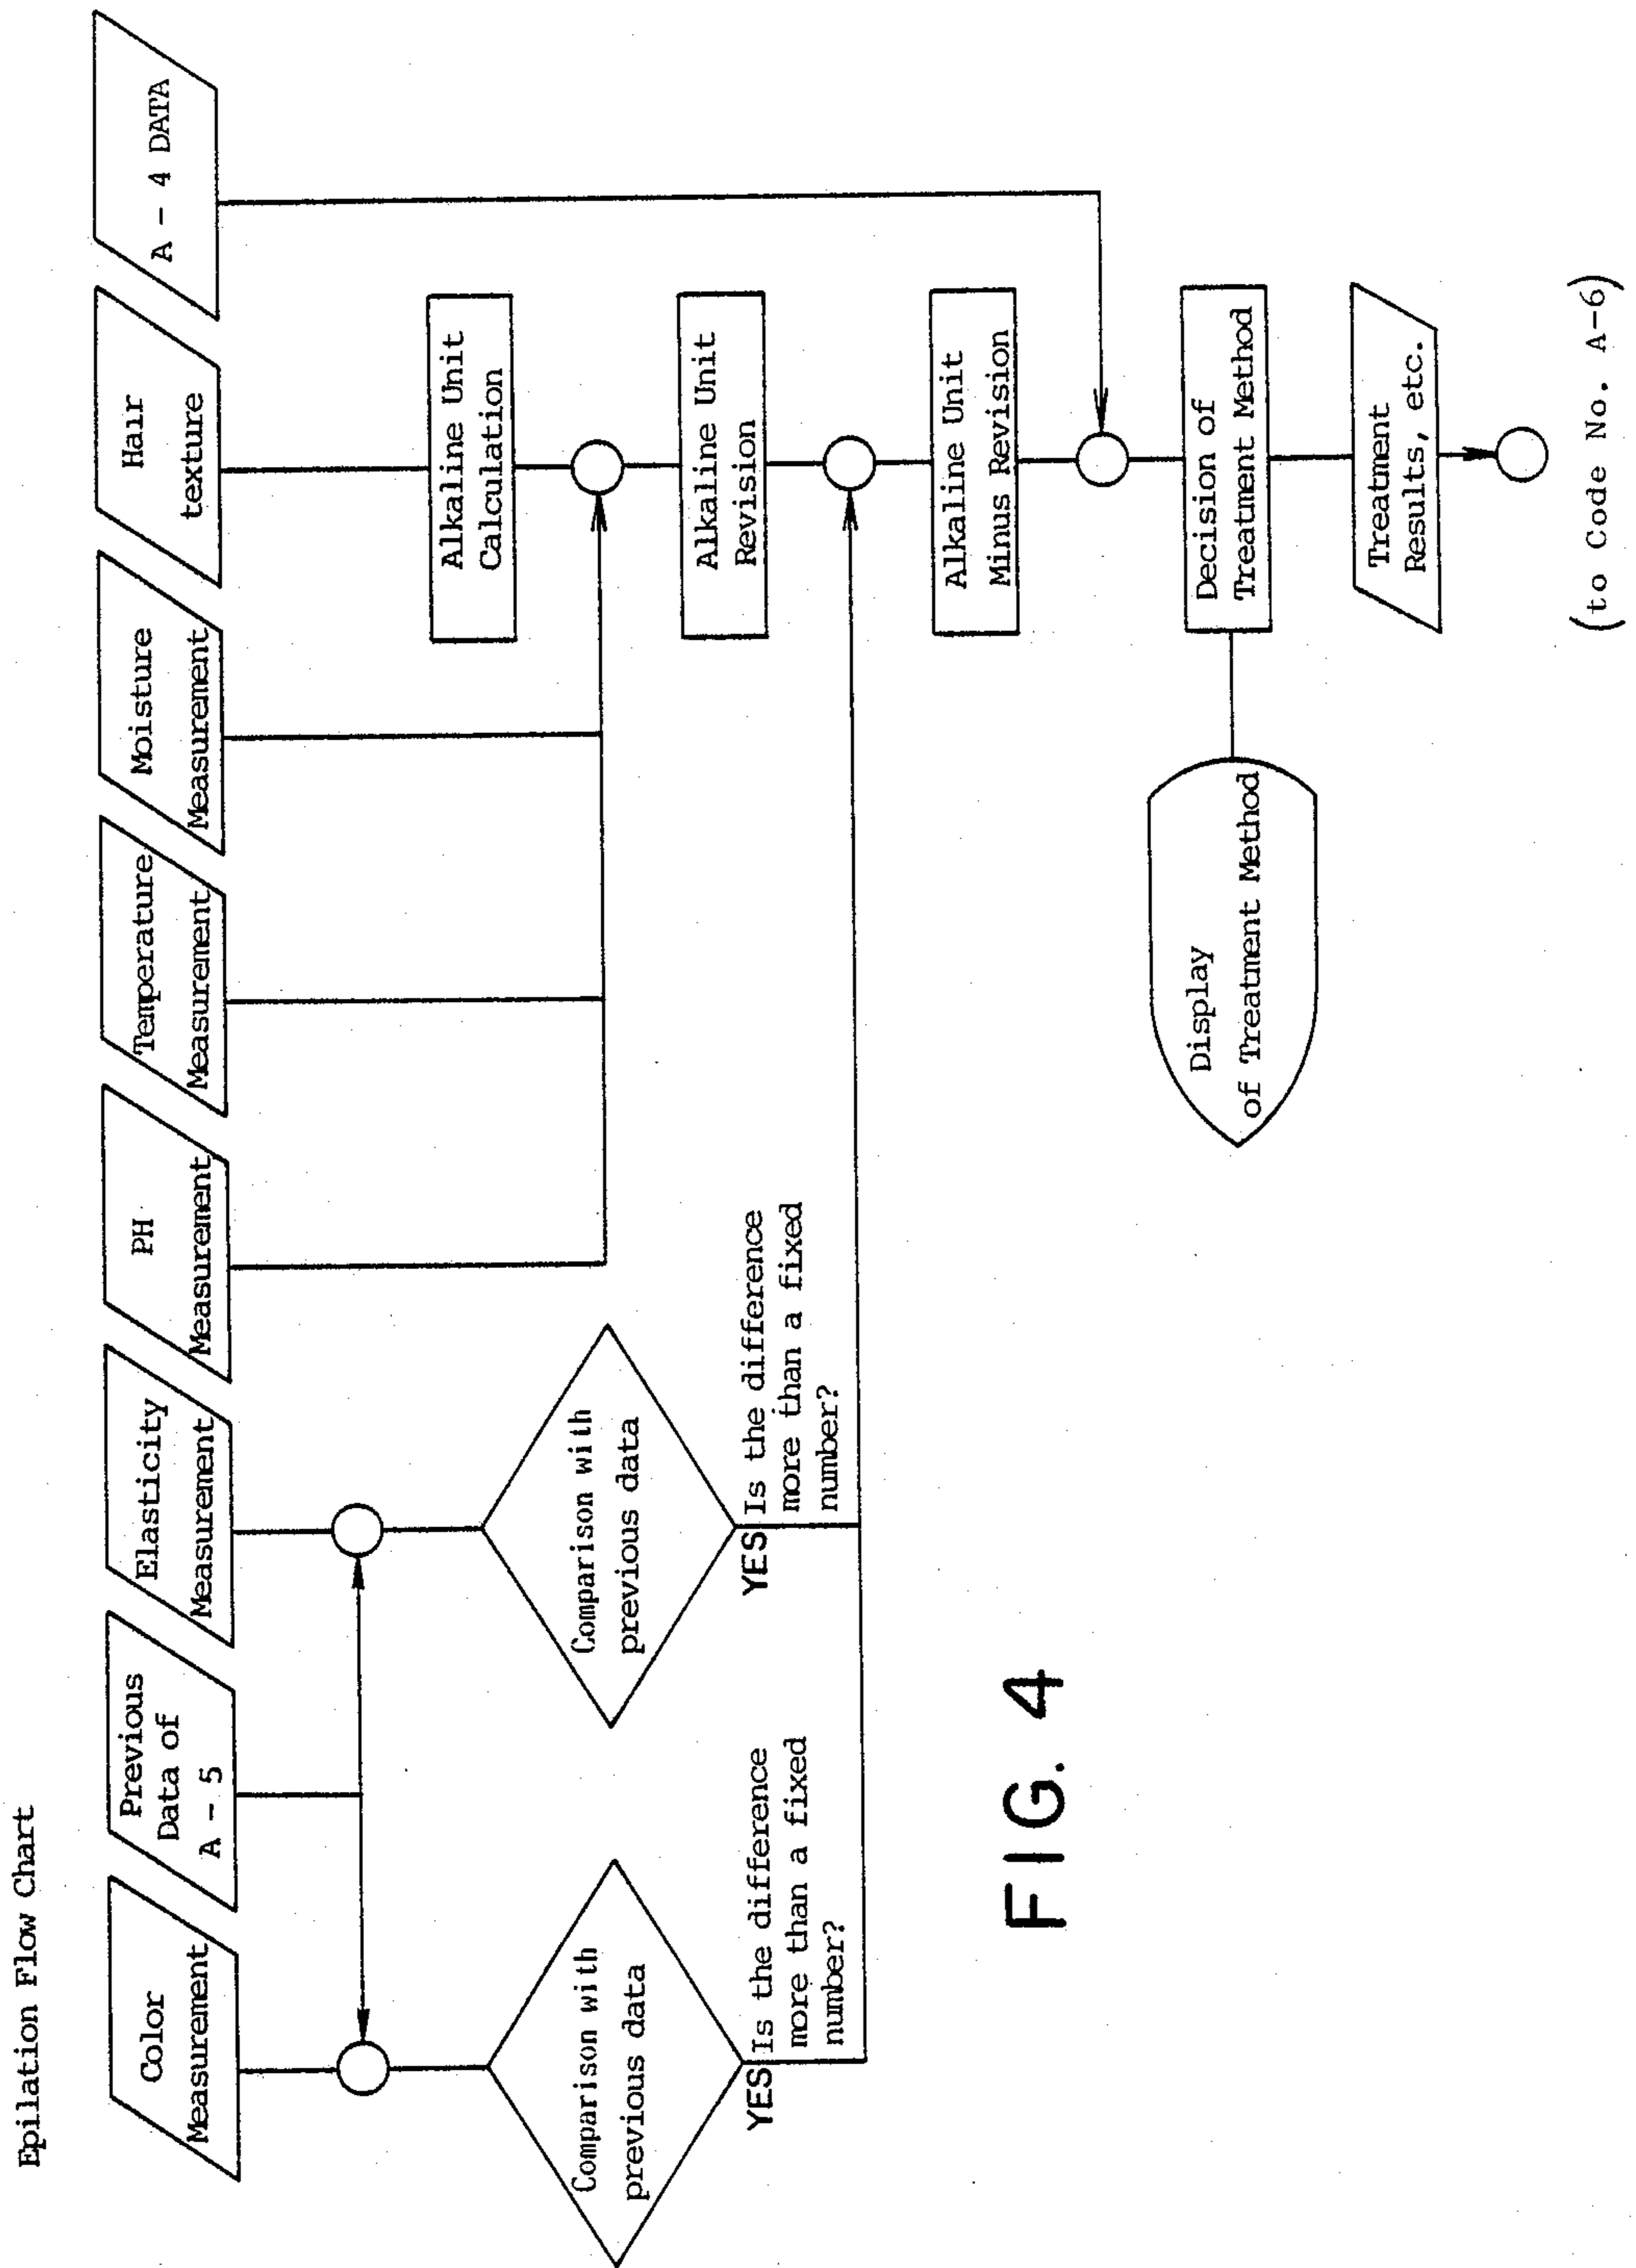 Epilation Flow Chart
Color
Measurement
Previous
Data of
A - 5
Elasticity
Measurement
PH
Measurement
Temperature
Measurement
Moisture
Measurement
Hair
texture
A - 4 DATA
Comparison with
previous data
YES Is the difference
more than a fixed
number?
Comparison with
previous data
YES Is the difference
more than a fixed
number?
Alkaline Unit
Calculation
Alkaline Unit
Revision
Alkaline Unit
Minus Revision
Decision of
Treatment Method
Display
of Treatment Method
Treatment
Results, etc.
(to Code No. A-6)
FIG. 4